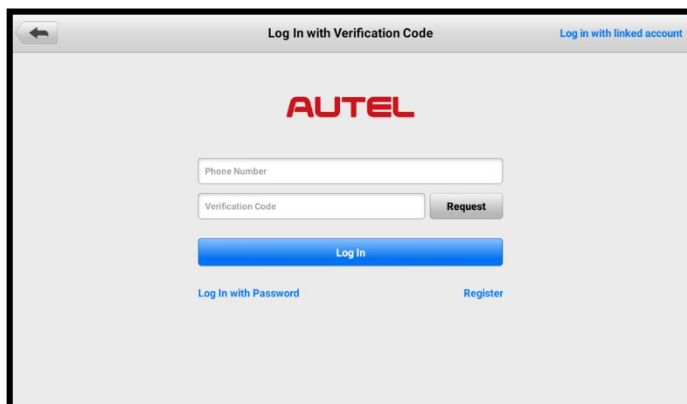 Log In with Verification Code Log in with linked account
AUTEL
Phone Number
Verification Code Request
Log In
Log In with Password Register